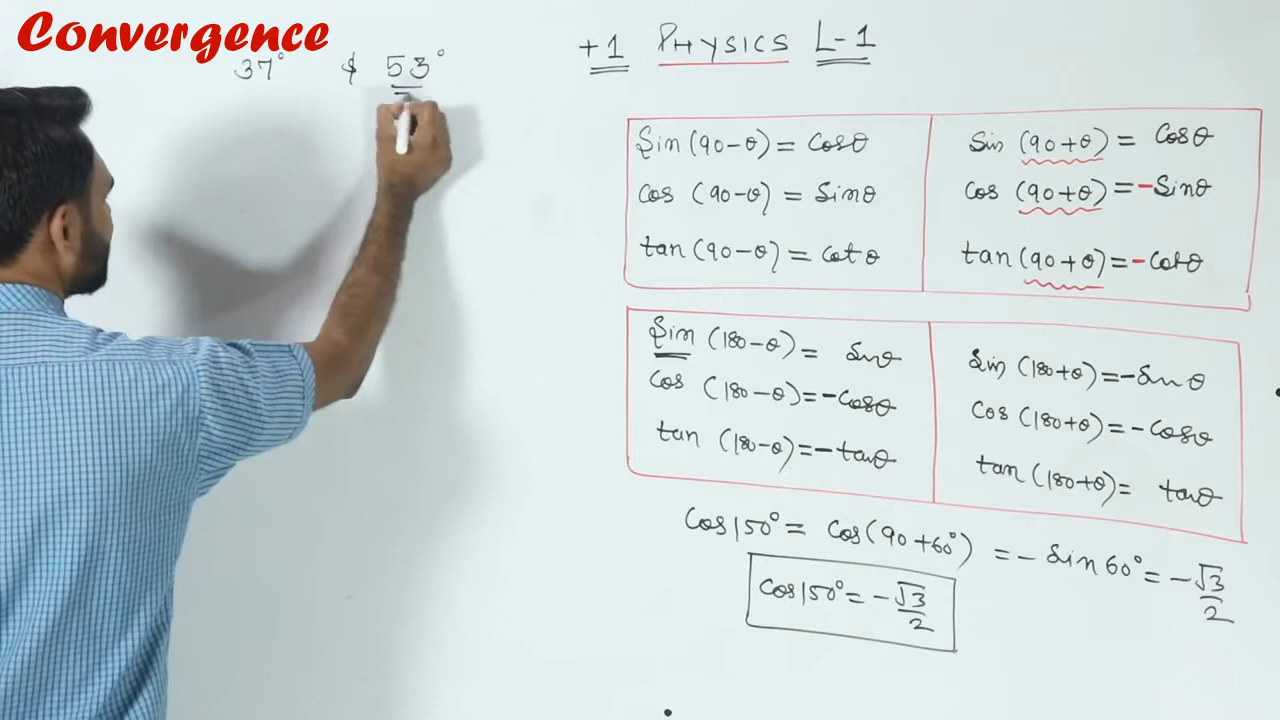 Convergence
37° & 53°
+1 PHYSICS L-1
Sin(90-θ) = Cosθ
Cos (90-θ) = Sinθ
tan(90-θ) = Cotθ
Sin (90+θ) = Cosθ
Cos (90+θ) = -Sinθ
tan(90+θ) = -Cotθ
Sin (180-θ) = Sinθ
Cos (180-θ) = -Cosθ
tan (180-θ) = -tanθ
Sin (180+θ) = -Sinθ
Cos (180+θ) = -Cosθ
tan (180+θ) = tanθ
Cos150° = Cos(90+60°) = - Sin60° = -√3/2
Cos150° = -√3/2